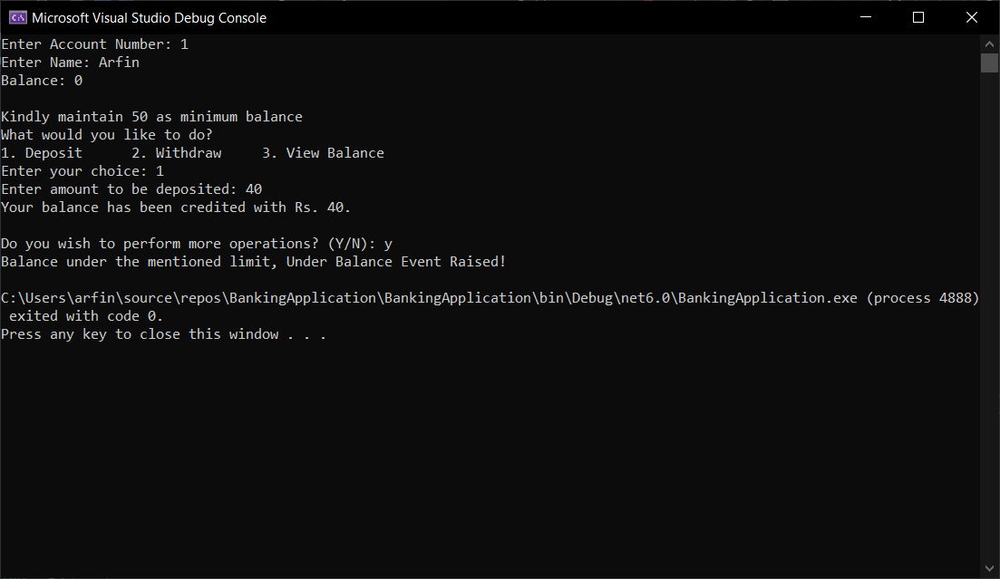 Microsoft Visual Studio Debug Console
Enter Account Number: 1
Enter Name: Arfin
Balance: 0
Kindly maintain 50 as minimum balance
What would you like to do?
1. Deposit      2. Withdraw     3. View Balance
Enter your choice: 1
Enter amount to be deposited: 40
Your balance has been credited with Rs. 40.
Do you wish to perform more operations? (Y/N): y
Balance under the mentioned limit, Under Balance Event Raised!
C:\Users\arfin\source\repos\BankingApplication\BankingApplication\bin\Debug\net6.0\BankingApplication.exe (process 4888)
 exited with code 0.
Press any key to close this window . . .